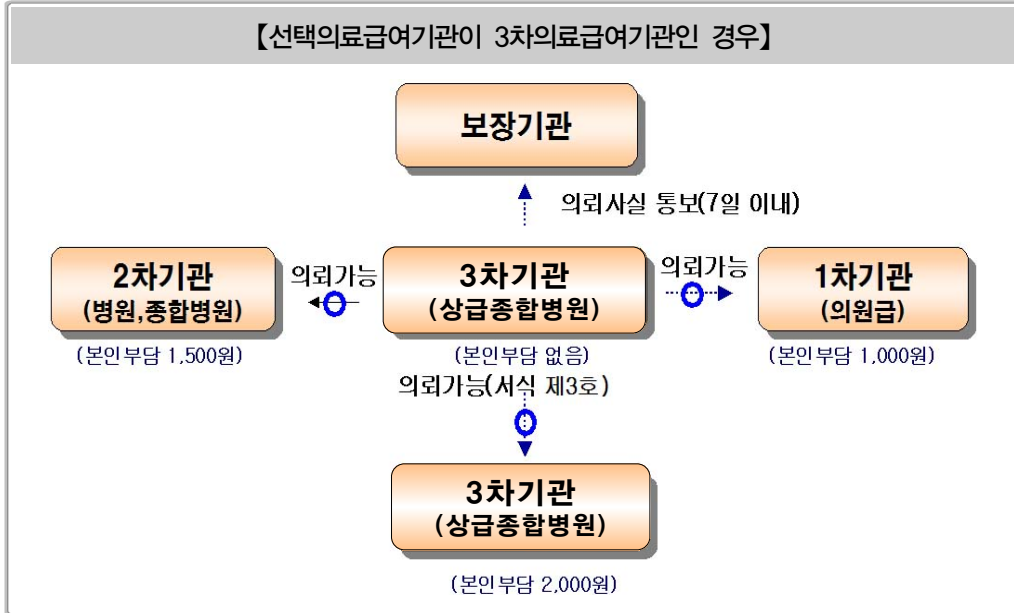 【선택의료급여기관이 3차의료급여기관인 경우】
보장기관
의뢰사실 통보(7일 이내)
2차기관
(병원,종합병원)
(본인부담 1,500원)
의뢰가능
3차기관
(상급종합병원)
(본인부담 없음)
의뢰가능
1차기관
(의원급)
(본인부담 1,000원)
의뢰가능(서식 제3호)
3차기관
(상급종합병원)
(본인부담 2,000원)